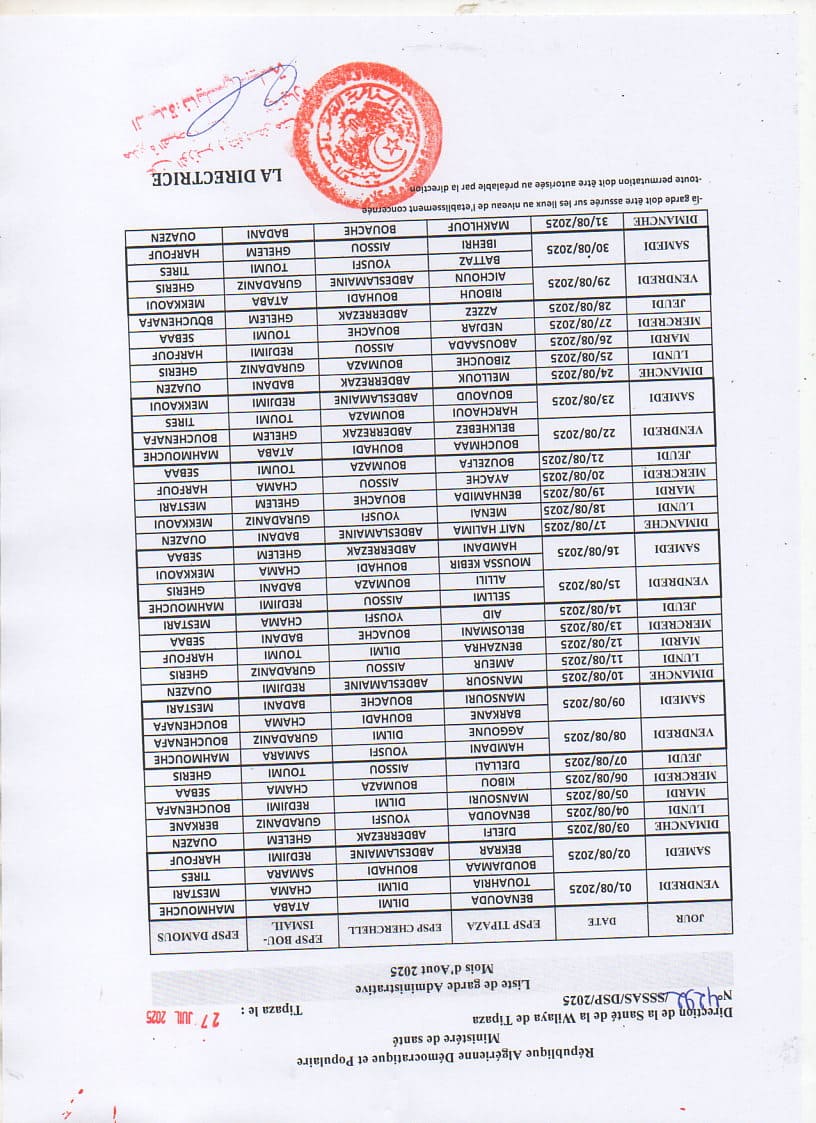 République Algérienne Démocratique et Populaire
Ministére de santé
Direction de la Santé de la Wilaya de Tipaza
N° 4292 /SSSAS/DSP/2025
Tipaza le : 27 JUIL 2025
Liste de garde Administrative
Mois d'Aout 2025
JOUR DATE EPSP TIPAZA EPSP CHERCHELL EPSP BOU-ISMAIL EPSP DAMOUS
VENDREDI 01/08/2025 BENAOUDA DILMI ATABA MAHMOUCHE
TOUAHRIA DILMI CHAMA MESTARI
SAMEDI 02/08/2025 BOUDJAMAA BOUHADI SAMARA TIRES
BEKRAR ABDESLAMAINE REDJIMI HARFOUF
DIMANCHE 03/08/2025 DJELFI ABDERREZAK GHELEM OUAZEN
LUNDI 04/08/2025 BENAOUDA YOUSFI GURADANIZ BERKANE
MARDI 05/08/2025 MANSOURI DILMI REDJIMI BOUCHENAFA
MERCREDI 06/08/2025 KIBOU BOUMAZA CHAMA SEBAA
JEUDI 07/08/2025 DJELLALI AISSOU TOUMI GHERIS
VENDREDI 08/08/2025 HAMDANI YOUSFI SAMARA MAHMOUCHE
AGGOUNE DILMI GURADANIZ BOUCHENAFA
SAMEDI 09/08/2025 BARKANE BOUHADI CHAMA BOUCHENAFA
MANSOURI BOUACHE BADANI MESTARI
DIMANCHE 10/08/2025 MANSOUR ABDESLAMAINE REDJIMI OUAZEN
LUNDI 11/08/2025 AMEUR AISSOU GURADANIZ GHERIS
MARDI 12/08/2025 BENZAHRA DILMI TOUMI HARFOUF
MERCREDI 13/08/2025 BELOSMANI BOUACHE BADANI SEBAA
JEUDI 14/08/2025 AID YOUSFI CHAMA MESTARI
VENDREDI 15/08/2025 SELLMI AISSOU REDJIMI MAHMOUCHE
ALLILI BOUMAZA BADANI GHERIS
SAMEDI 16/08/2025 MOUSSA KEBIR BOUHADI CHAMA MEKKAOUI
HAMDANI ABDERREZAK GHELEM SEBAA
DIMANCHE 17/08/2025 NAIT HALIMA ABDESLAMAINE BADANI OUAZEN
LUNDI 18/08/2025 MENAI YOUSFI GURADANIZ MEKKAOUI
MARDI 19/08/2025 BENHAMIDA BOUACHE GHELEM MESTARI
MERCREDI 20/08/2025 AYACHE AISSOU CHAMA HARFOUF
JEUDI 21/08/2025 BOUZELFA BOUMAZA TOUMI SEBAA
VENDREDI 22/08/2025 BOUCHMAA BOUHADI ATABA MAHMOUCHE
BELKHEBEZ ABDERREZAK GHELEM BOUCHENAFA
SAMEDI 23/08/2025 HARCHAOUI BOUMAZA TOUMI TIRES
BOUAOUD ABDESLAMAINE REDJIMI MEKKAOUI
DIMANCHE 24/08/2025 MELLOUK ABDERREZAK BADANI OUAZEN
LUNDI 25/08/2025 ZIBOUCHE BOUMAZA GURADANIZ GHERIS
MARDI 26/08/2025 ABOUSAADA AISSOU REDJIMI HARFOUF
MERCREDI 27/08/2025 NEDJAR BOUACHE TOUMI SEBAA
JEUDI 28/08/2025 AZZEZ ABDERREZAK GHELEM BOUCHENAFA
VENDREDI 29/08/2025 RIBOUH BOUHADI ATABA MEKKAOUI
AICHOUN ABDESLAMAINE GURADANIZ GHERIS
SAMEDI 30/08/2025 BATTAZ YOUSFI TOUMI TIRES
IBEHRI AISSOU GHELEM HARFOUF
DIMANCHE 31/08/2025 MAKHLOUF BOUACHE BADANI OUAZEN
-la garde doit être assurée sur les lieux au niveau de l'etablissement concernée
-toute permutation doit être autorisée au préalable par la direction
LA DIRECTRICE
عن الوزير و بتفويض منه